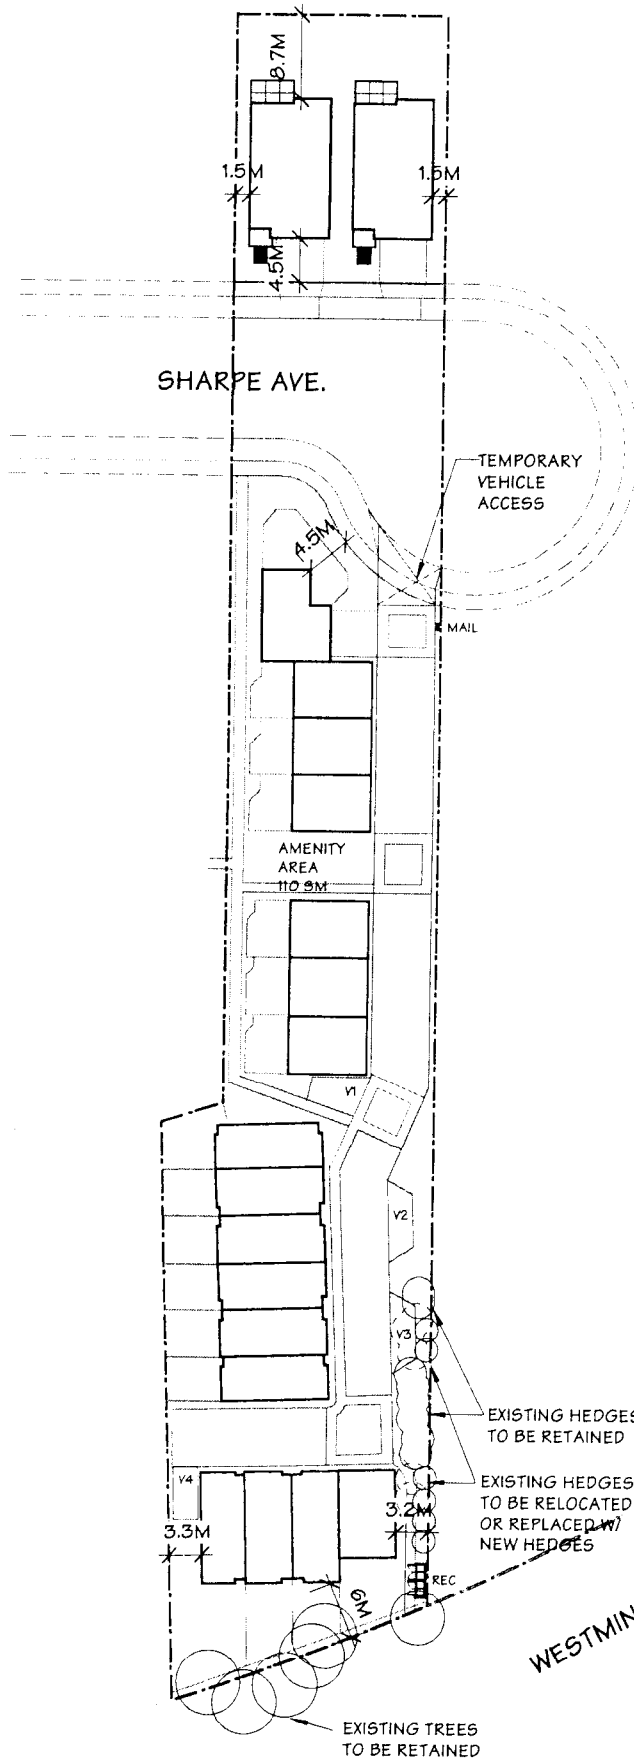 8.7M
1.5M
1.5M
4.5M
SHARPE AVE.
TEMPORARY
VEHICLE
ACCESS
4.5M
MAIL
AMENITY
AREA
110 SM
V1
V2
V3
EXISTING HEDGES
TO BE RETAINED
V4
EXISTING HEDGES
TO BE RELOCATED
OR REPLACED W/
NEW HEDGES
3.3M
3.2M
REC
6M
WESTMIN
EXISTING TREES
TO BE RETAINED